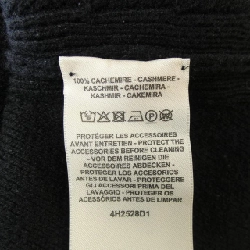 100% CACHEMIRE - CASHMERE -
KASCHMIR - CACHEMIRA -
KASHMIR - CAXEMIRA
PROTÉGER LES ACCESSOIRES
AVANT ENTRETIEN - PROTECT THE
ACCESSORIES BEFORE CLEANING
- VOR DEM REINIGEN DIE
ACCESSOIRES ABDECKEN -
PROTEGER LOS ACCESORIOS
ANTES DE LAVAR - PROTEGGERE
GLI ACCESSORI PRIMA DEL
LAVAGGIO - PROTEGER OS
ACESSÓRIOS ANTES DE LIMPAR
4H2528D1